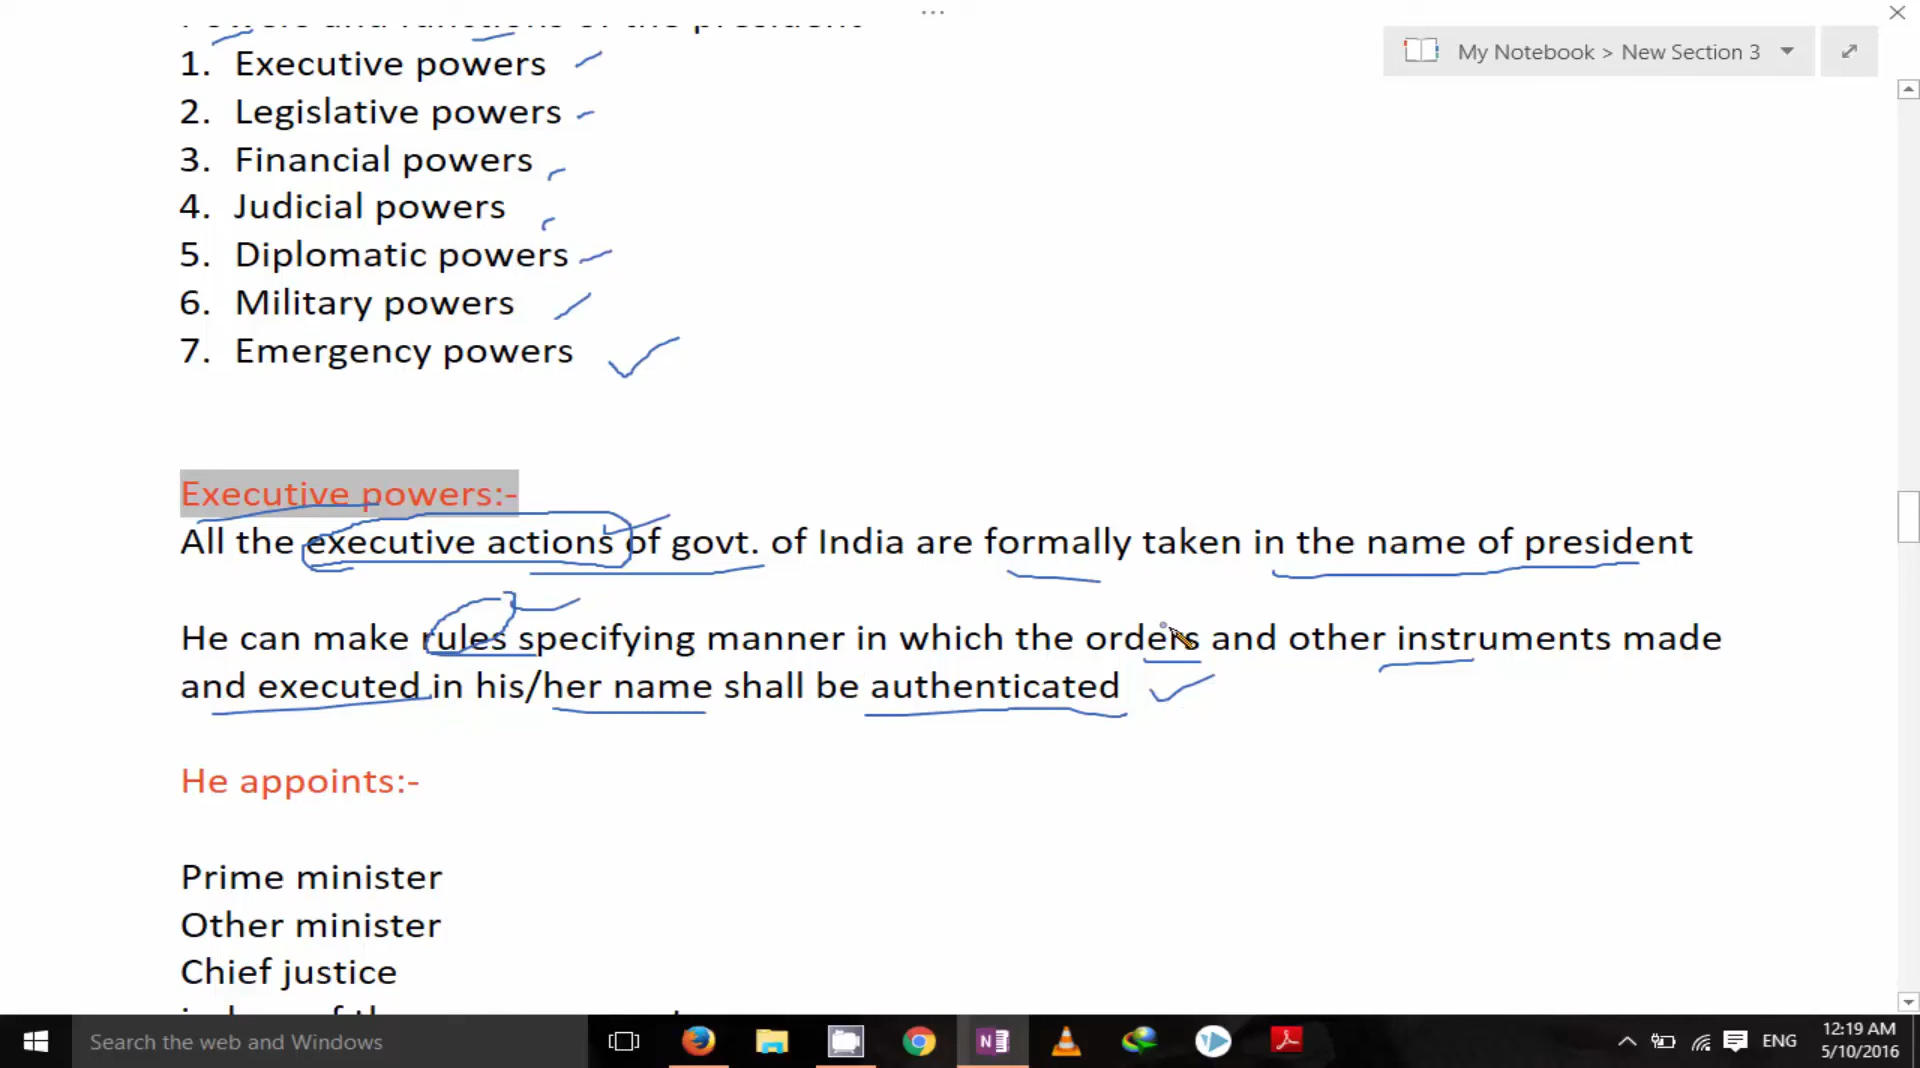 My Notebook > New Section 3
1. Executive powers
2. Legislative powers
3. Financial powers
4. Judicial powers
5. Diplomatic powers
6. Military powers
7. Emergency powers
Executive powers:-
All the executive actions of govt. of India are formally taken in the name of president
He can make rules specifying manner in which the orders and other instruments made
and executed in his/her name shall be authenticated
He appoints:-
Prime minister
Other minister
Chief justice
Search the web and Windows
ENG
12:19 AM
5/10/2016